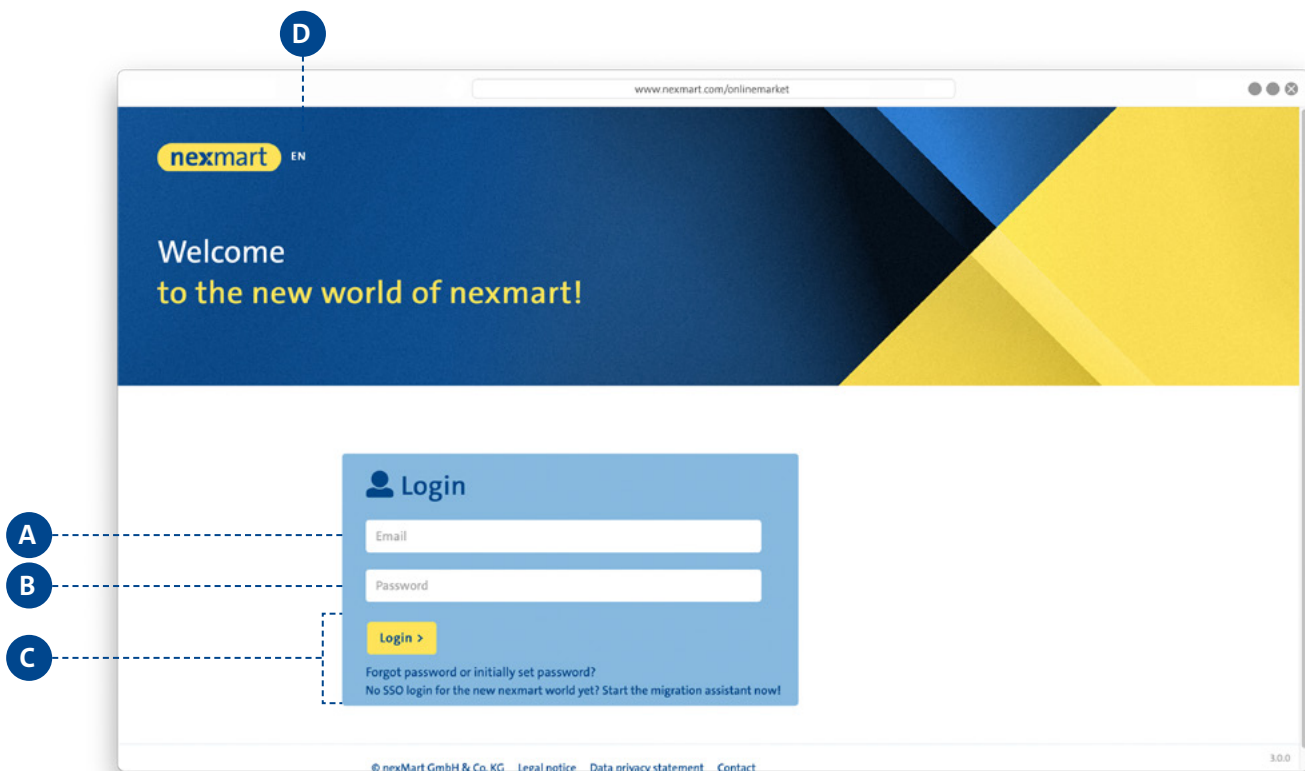 D
www.nexmart.com/onlinemarket
nexmart EN
Welcome
to the new world of nexmart!
Login
A
Email
B
Password
C
Login >
Forgot password or initially set password?
No SSO login for the new nexmart world yet? Start the migration assistant now!
© nexMart GmbH & Co. KG Legal notice Data privacy statement Contact
3.0.0